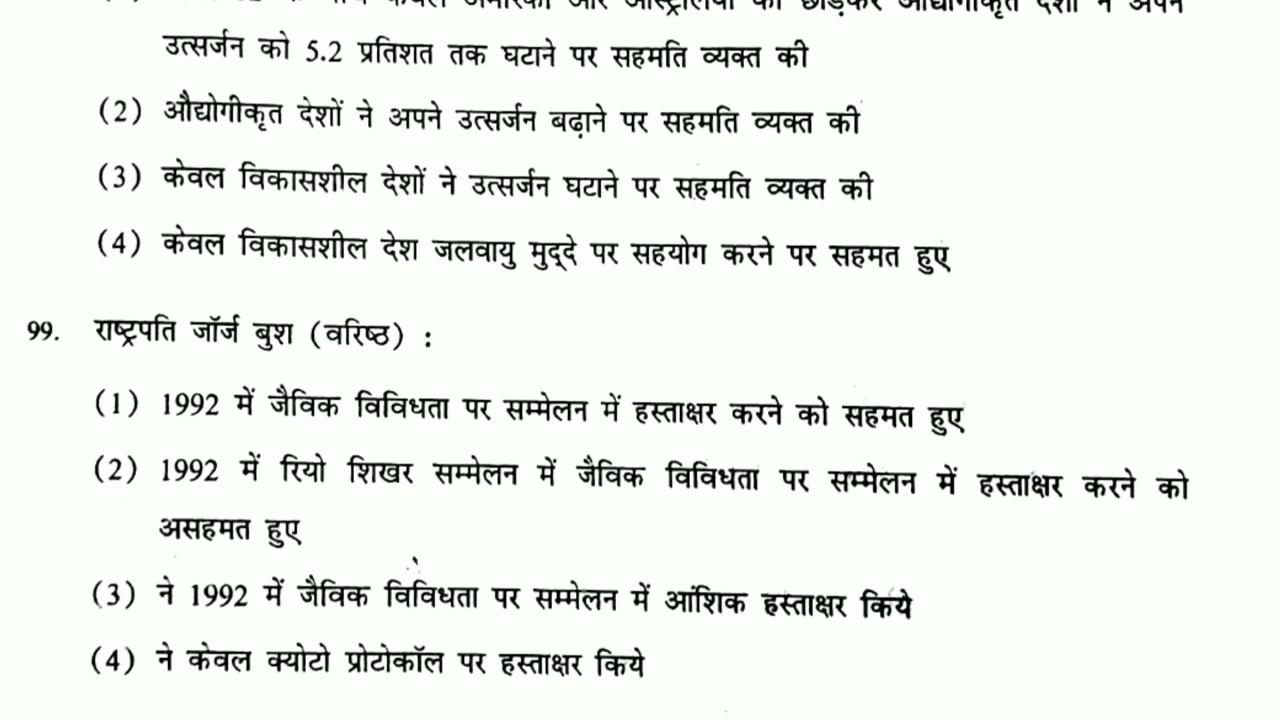 औद्योगीकृत देशों ने अपने
उत्सर्जन को 5.2 प्रतिशत तक घटाने पर सहमति व्यक्त की
(2) औद्योगीकृत देशों ने अपने उत्सर्जन बढ़ाने पर सहमति व्यक्त की
(3) केवल विकासशील देशों ने उत्सर्जन घटाने पर सहमति व्यक्त की
(4) केवल विकासशील देश जलवायु मुद्दे पर सहयोग करने पर सहमत हुए
99. राष्ट्रपति जॉर्ज बुश (वरिष्ठ) :
(1) 1992 में जैविक विविधता पर सम्मेलन में हस्ताक्षर करने को सहमत हुए
(2) 1992 में रियो शिखर सम्मेलन में जैविक विविधता पर सम्मेलन में हस्ताक्षर करने को
असहमत हुए
(3) ने 1992 में जैविक विविधता पर सम्मेलन में आंशिक हस्ताक्षर किये
(4) ने केवल क्योटो प्रोटोकॉल पर हस्ताक्षर किये